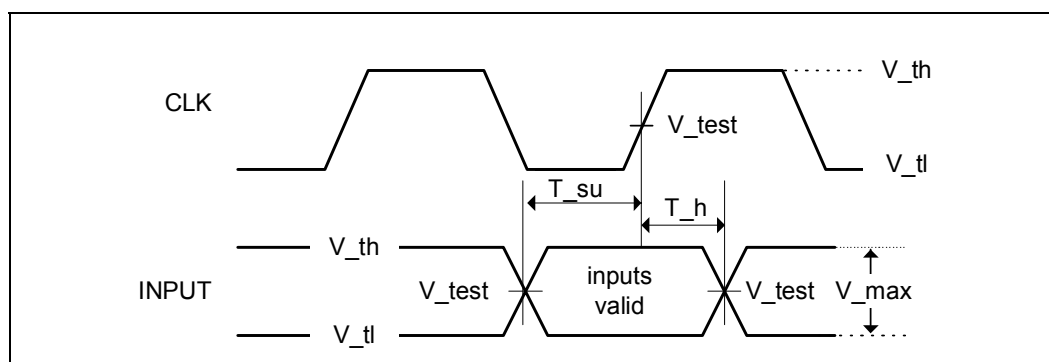 V_th
CLK
V_test
V_tl
T_su
T_h
V_th
INPUT
V_test
inputs
valid
V_test
V_max
V_tl